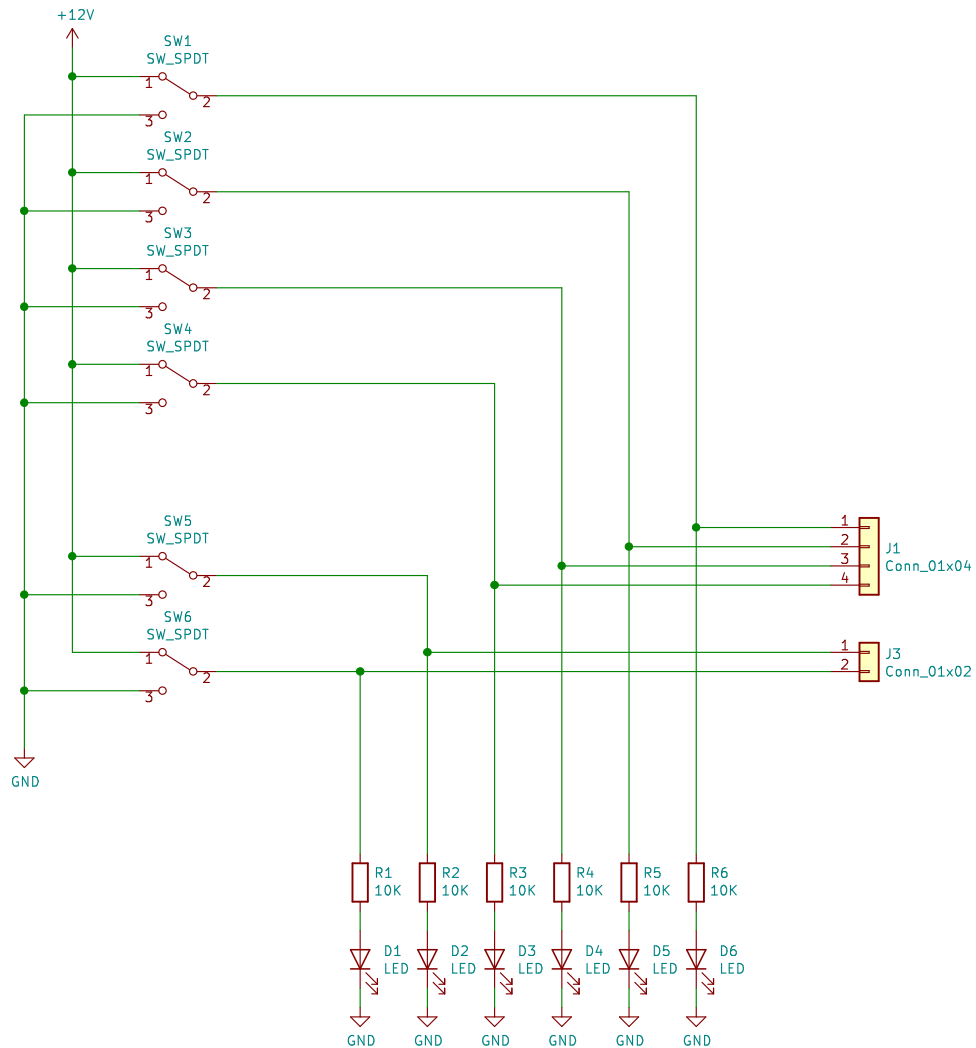 +12V
SW1
SW_SPDT
1
2
3
SW2
SW_SPDT
1
2
3
SW3
SW_SPDT
1
2
3
SW4
SW_SPDT
1
2
3
SW5
SW_SPDT
1
2
3
SW6
SW_SPDT
1
2
3
GND
1
2
3
4
J1
Conn_01x04
1
2
J3
Conn_01x02
R1
10K
R2
10K
R3
10K
R4
10K
R5
10K
R6
10K
D1
LED
D2
LED
D3
LED
D4
LED
D5
LED
D6
LED
GND
GND
GND
GND
GND
GND